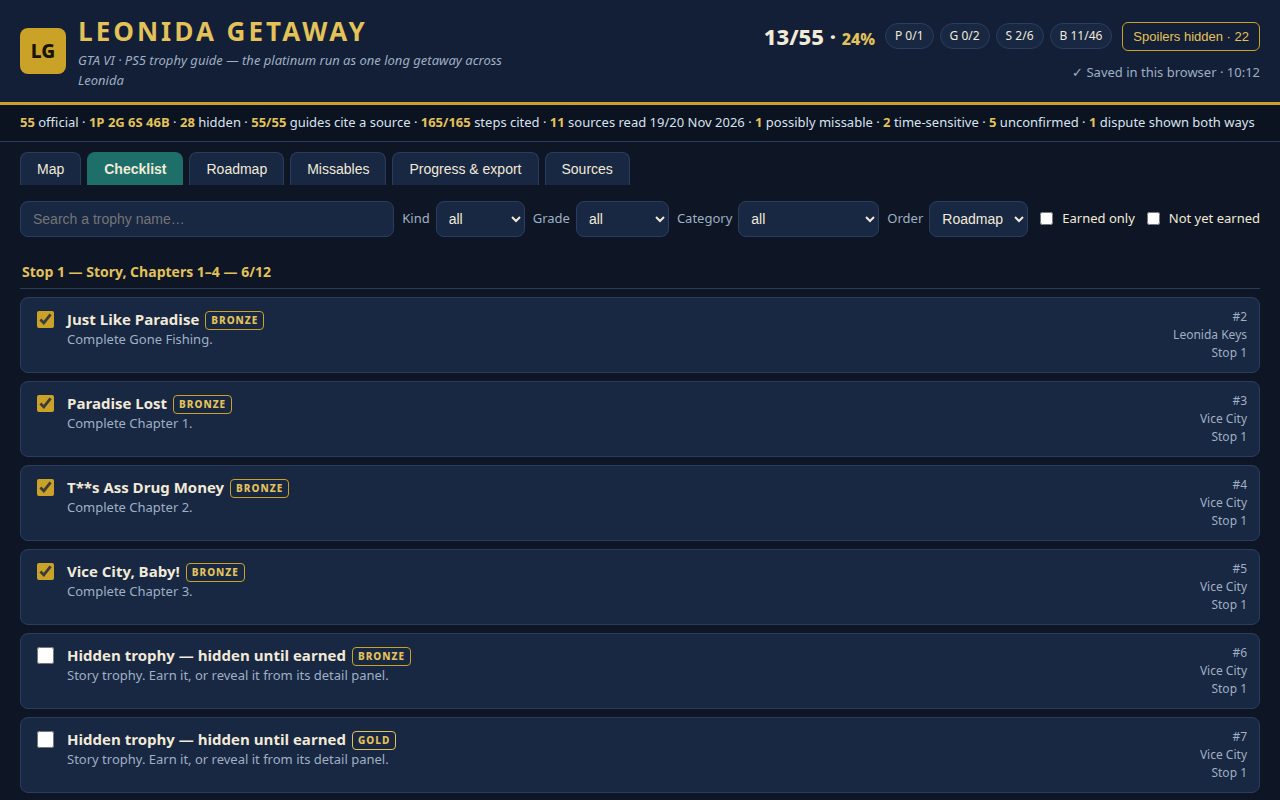 LG
LEONIDA GETAWAY
GTA VI · PS5 trophy guide — the platinum run as one long getaway across
Leonida
13/55 · 24%
P 0/1
G 0/2
S 2/6
B 11/46
Spoilers hidden · 22
✓ Saved in this browser · 10:12
55 official · 1P 2G 6S 46B · 28 hidden · 55/55 guides cite a source · 165/165 steps cited · 11 sources read 19/20 Nov 2026 · 1 possibly missable · 2 time-sensitive · 5 unconfirmed · 1 dispute shown both ways
Map
Checklist
Roadmap
Missables
Progress & export
Sources
Search a trophy name…
Kind
all
Grade
all
Category
all
Order
Roadmap
Earned only
Not yet earned
Stop 1 — Story, Chapters 1–4 — 6/12
Just Like Paradise BRONZE
Complete Gone Fishing.
#2
Leonida Keys
Stop 1
Paradise Lost BRONZE
Complete Chapter 1.
#3
Vice City
Stop 1
T**s Ass Drug Money BRONZE
Complete Chapter 2.
#4
Vice City
Stop 1
Vice City, Baby! BRONZE
Complete Chapter 3.
#5
Vice City
Stop 1
Hidden trophy — hidden until earned BRONZE
Story trophy. Earn it, or reveal it from its detail panel.
#6
Vice City
Stop 1
Hidden trophy — hidden until earned GOLD
Story trophy. Earn it, or reveal it from its detail panel.
#7
Vice City
Stop 1